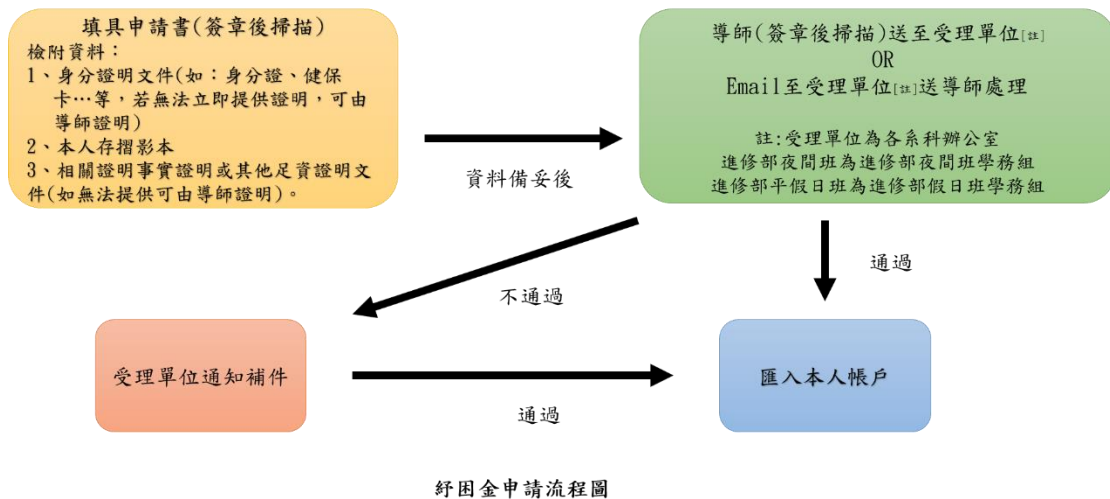 填具申請書(簽章後掃描)
檢附資料：
1、身分證明文件(如：身分證、健保
卡…等，若無法立即提供證明，可由
導師證明)
2、本人存摺影本
3、相關證明事實證明或其他足資證明文
件(如無法提供可由導師證明)。
資料備妥後
導師(簽章後掃描)送至受理單位[註]
OR
Email至受理單位[註]送導師處理
註:受理單位為各系科辦公室
進修部夜間班為進修部夜間班學務組
進修部平假日班為進修部假日班學務組
不通過
通過
受理單位通知補件
通過
匯入本人帳戶
紓困金申請流程圖